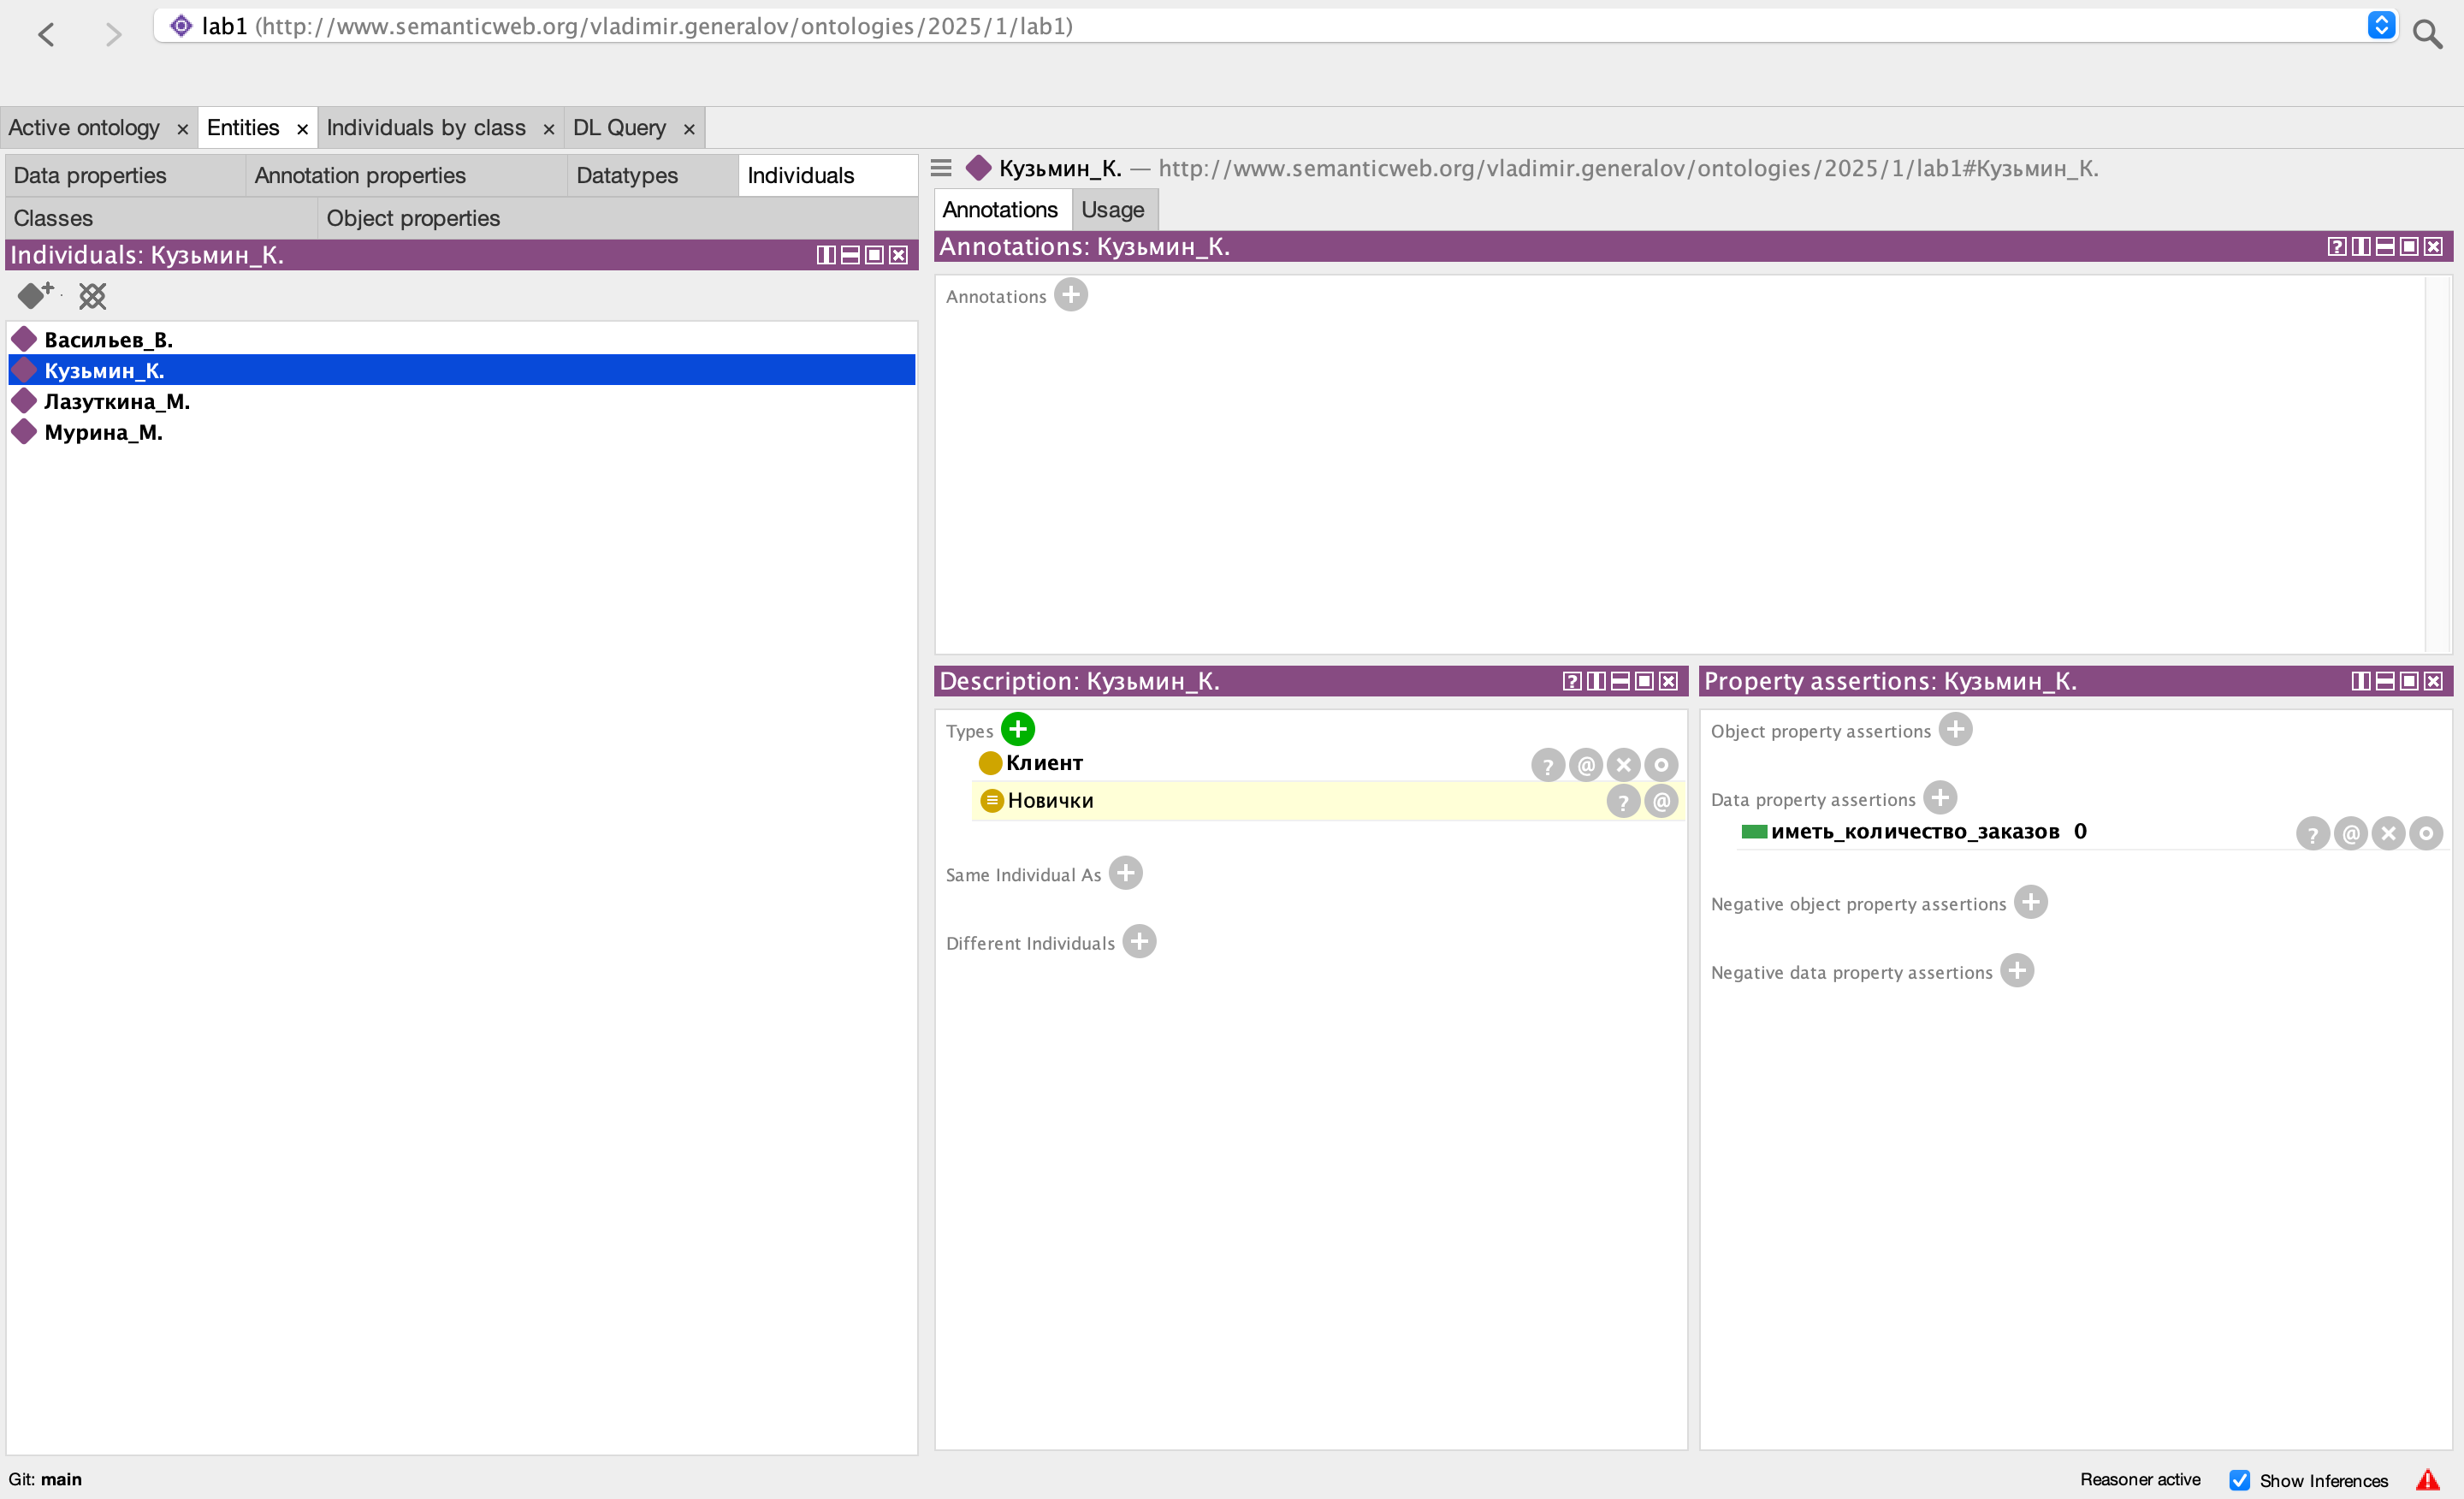 lab1 (http://www.semanticweb.org/vladimir.generalov/ontologies/2025/1/lab1)
Active ontology × Entities × Individuals by class × DL Query ×
Data properties Annotation properties Datatypes Individuals
Classes Object properties
Individuals: Кузьмин_К.
Васильев_В.
Кузьмин_К.
Лазуткина_М.
Мурина_М.
Кузьмин_К. — http://www.semanticweb.org/vladimir.generalov/ontologies/2025/1/lab1#Кузьмин_К.
Annotations Usage
Annotations: Кузьмин_К.
Annotations
Description: Кузьмин_К.
Types
Клиент
Новички
Same Individual As
Different Individuals
Property assertions: Кузьмин_К.
Object property assertions
Data property assertions
иметь_количество_заказов 0
Negative object property assertions
Negative data property assertions
Git: main
Reasoner active Show Inferences